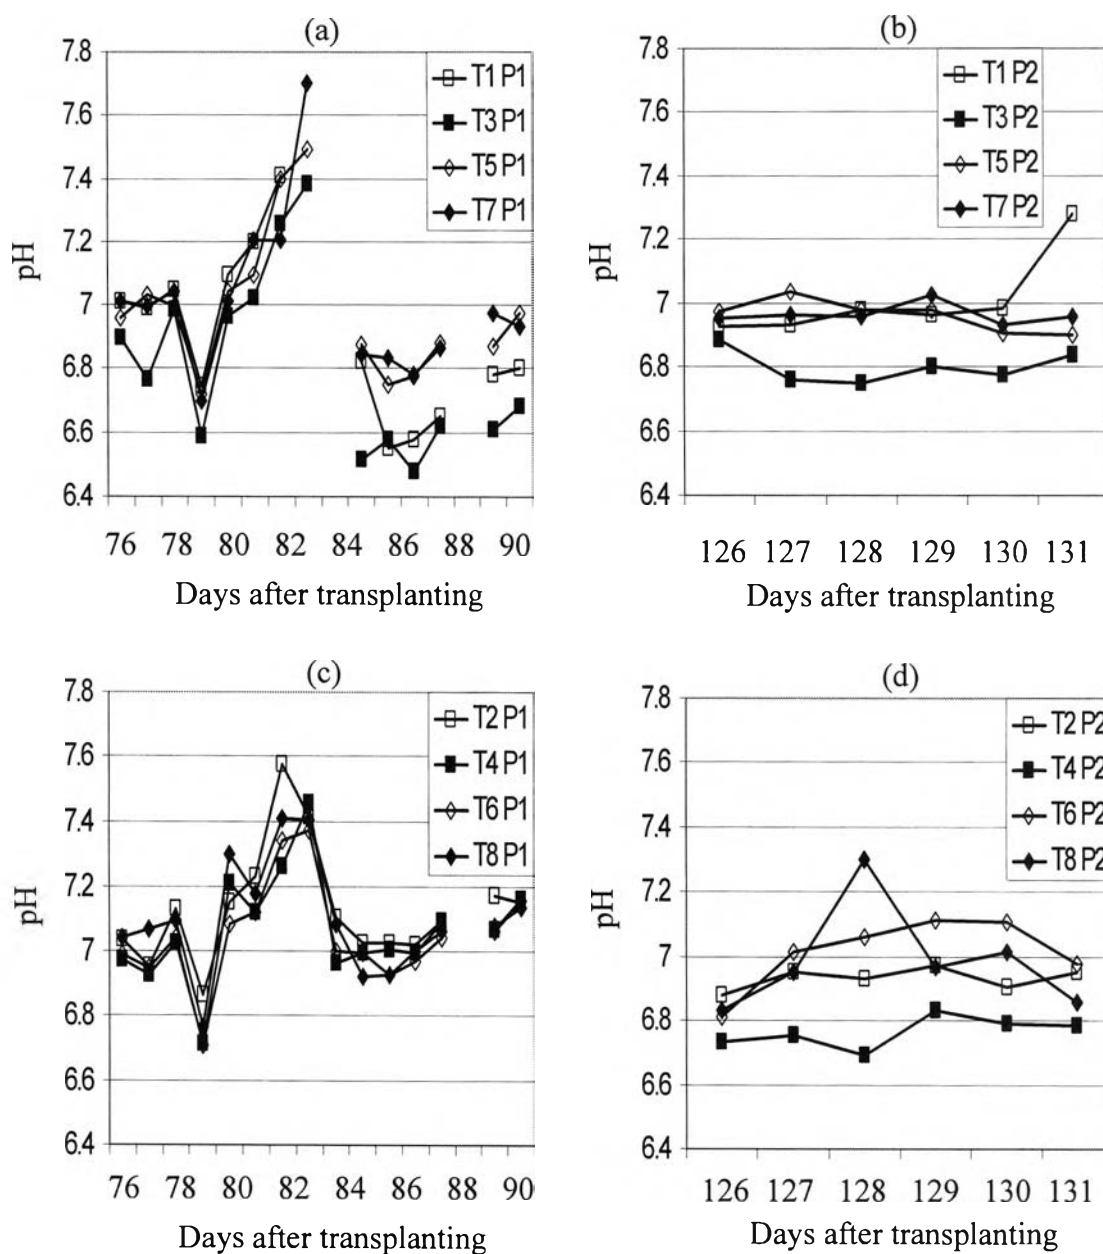 (a)
7.8
7.6
7.4
7.2
7
6.8
6.6
6.4
pH
T1 P1
T3 P1
T5 P1
T7 P1
76 78 80 82 84 86 88 90
Days after transplanting
(b)
7.8
7.6
7.4
7.2
7
6.8
6.6
6.4
pH
T1 P2
T3 P2
T5 P2
T7 P2
126 127 128 129 130 131
Days after transplanting
(c)
7.8
7.6
7.4
7.2
7
6.8
6.6
6.4
pH
T2 P1
T4 P1
T6 P1
T8 P1
76 78 80 82 84 86 88 90
Days after transplanting
(d)
7.8
7.6
7.4
7.2
7
6.8
6.6
6.4
pH
T2 P2
T4 P2
T6 P2
T8 P2
126 127 128 129 130 131
Days after transplanting